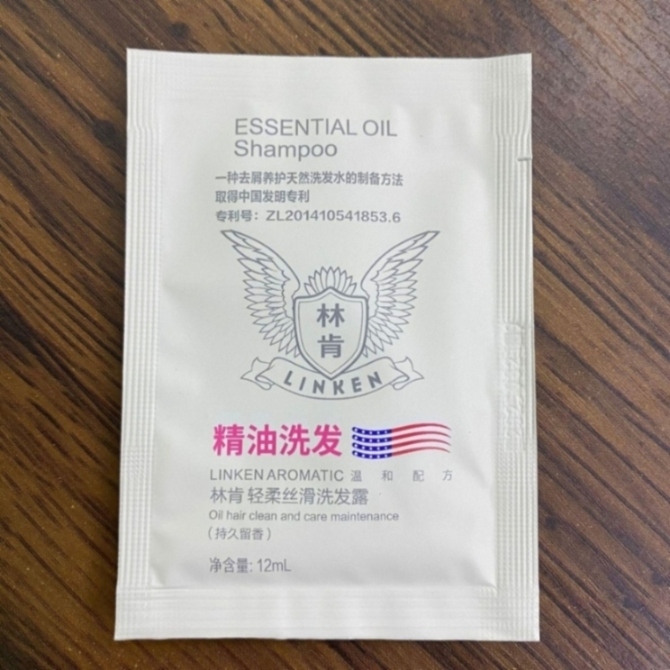 ESSENTIAL OIL
Shampoo
一种去屑养护天然洗发水的制备方法
取得中国发明专利
专利号：ZL201410541853.6
林
肯
LINKEN
精油洗发
LINKEN AROMATIC 温和配方
林肯 轻柔丝滑洗发露
Oil hair clean and care maintenance
（持久留香）
净含量: 12mL